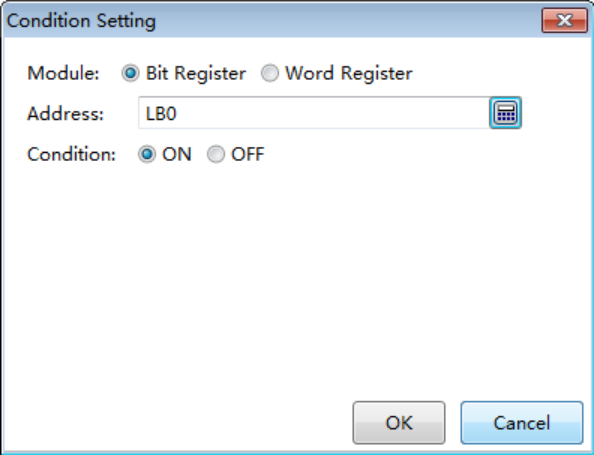 Condition Setting
Module: Bit Register Word Register
Address: LB0
Condition: ON OFF
OK Cancel